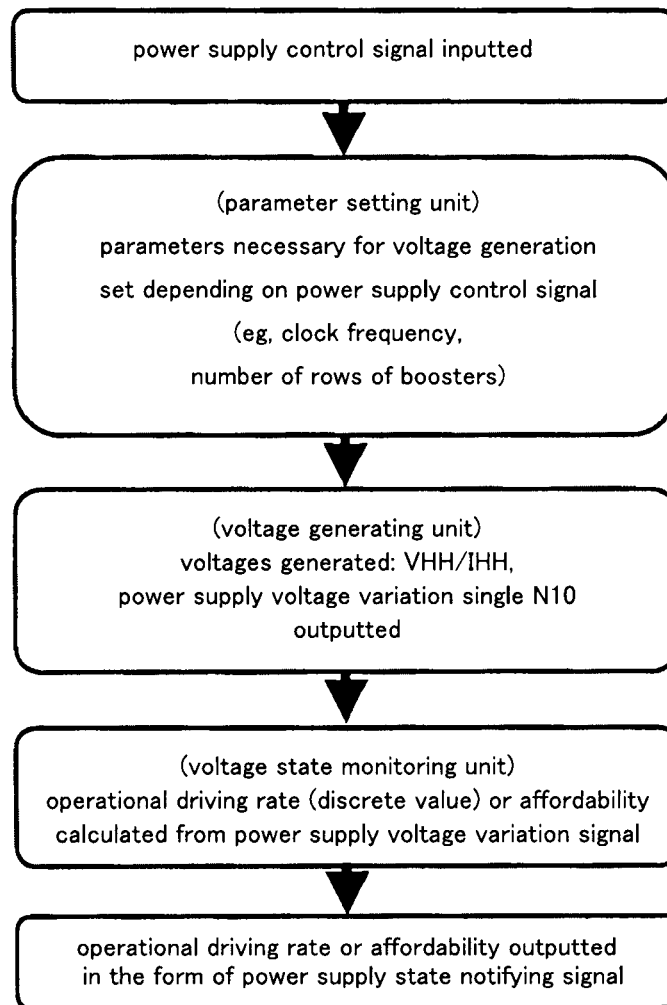 power supply control signal inputted
(parameter setting unit)
parameters necessary for voltage generation
set depending on power supply control signal
(eg, clock frequency,
number of rows of boosters)
(voltage generating unit)
voltages generated: VHH/IHH,
power supply voltage variation single N10
outputted
(voltage state monitoring unit)
operational driving rate (discrete value) or affordability
calculated from power supply voltage variation signal
operational driving rate or affordability outputted
in the form of power supply state notifying signal